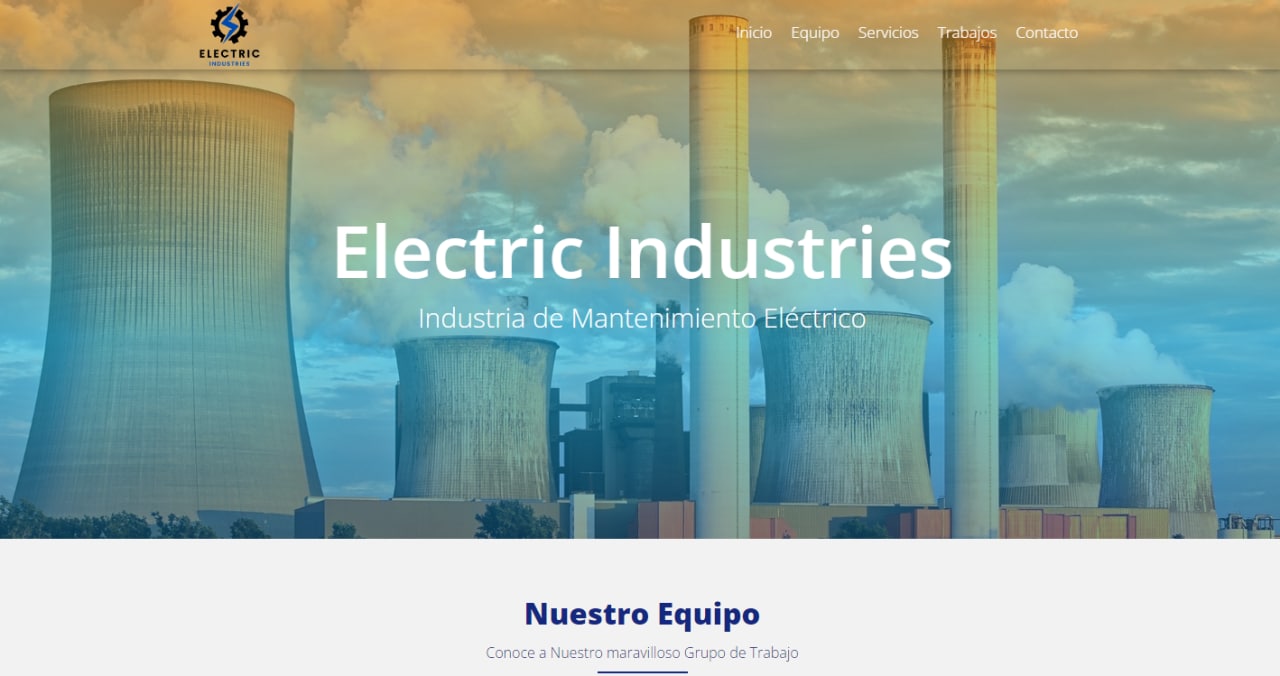 ELECTRIC
INDUSTRIES
Inicio Equipo Servicios Trabajos Contacto
Electric Industries
Industria de Mantenimiento Eléctrico
Nuestro Equipo
Conoce a Nuestro maravilloso Grupo de Trabajo